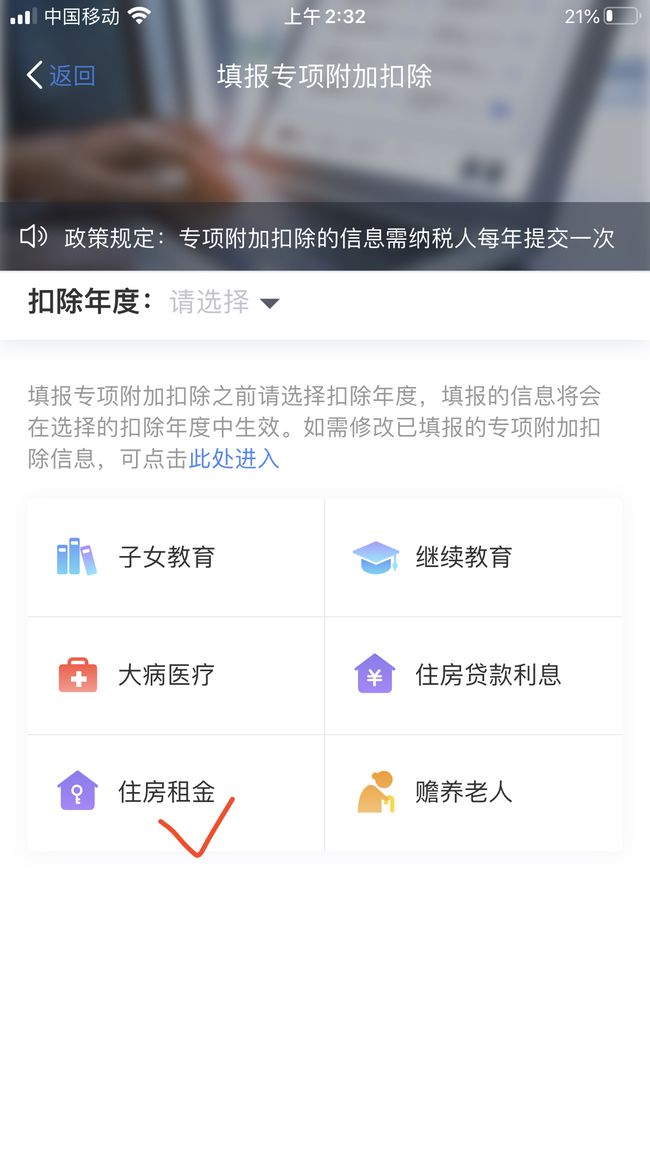 中国移动 上午 2:32 21%
返回 填报专项附加扣除
政策规定：专项附加扣除的信息需纳税人每年提交一次
扣除年度： 请选择
填报专项附加扣除之前请选择扣除年度，填报的信息将会
在选择的扣除年度中生效。如需修改已填报的专项附加扣
除信息，可点击此处进入
子女教育 继续教育
大病医疗 住房贷款利息
住房租金 赡养老人